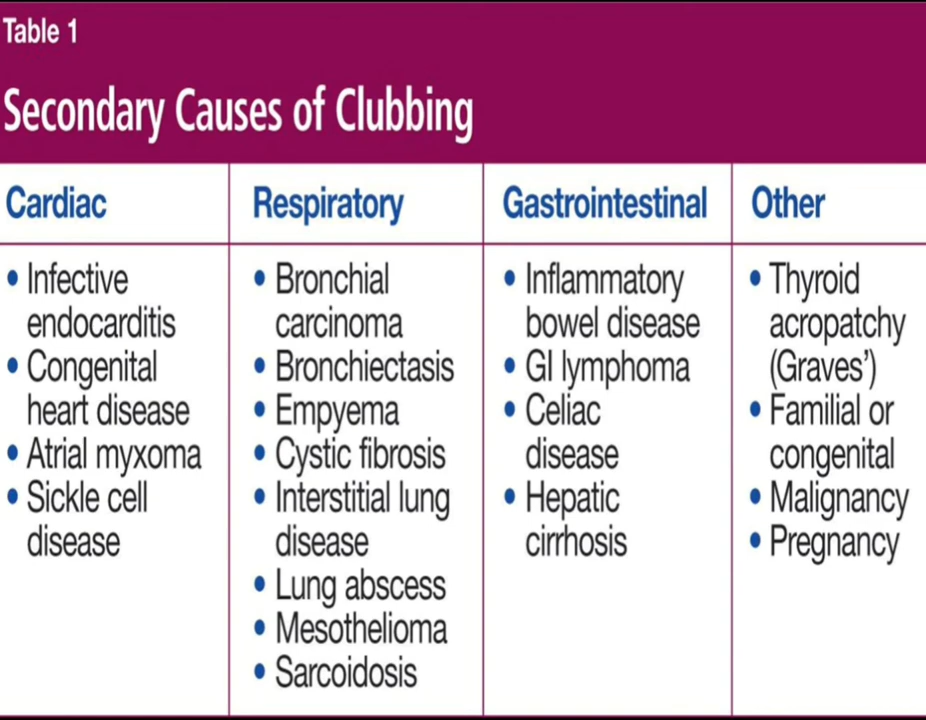 Table 1
Secondary Causes of Clubbing
Cardiac
• Infective
endocarditis
• Congenital
heart disease
• Atrial myxoma
• Sickle cell
disease
Respiratory
• Bronchial
carcinoma
• Bronchiectasis
• Empyema
• Cystic fibrosis
• Interstitial lung
disease
• Lung abscess
• Mesothelioma
• Sarcoidosis
Gastrointestinal
• Inflammatory
bowel disease
• GI lymphoma
• Celiac
disease
• Hepatic
cirrhosis
Other
• Thyroid
acropatchy
(Graves’)
• Familial or
congenital
• Malignancy
• Pregnancy